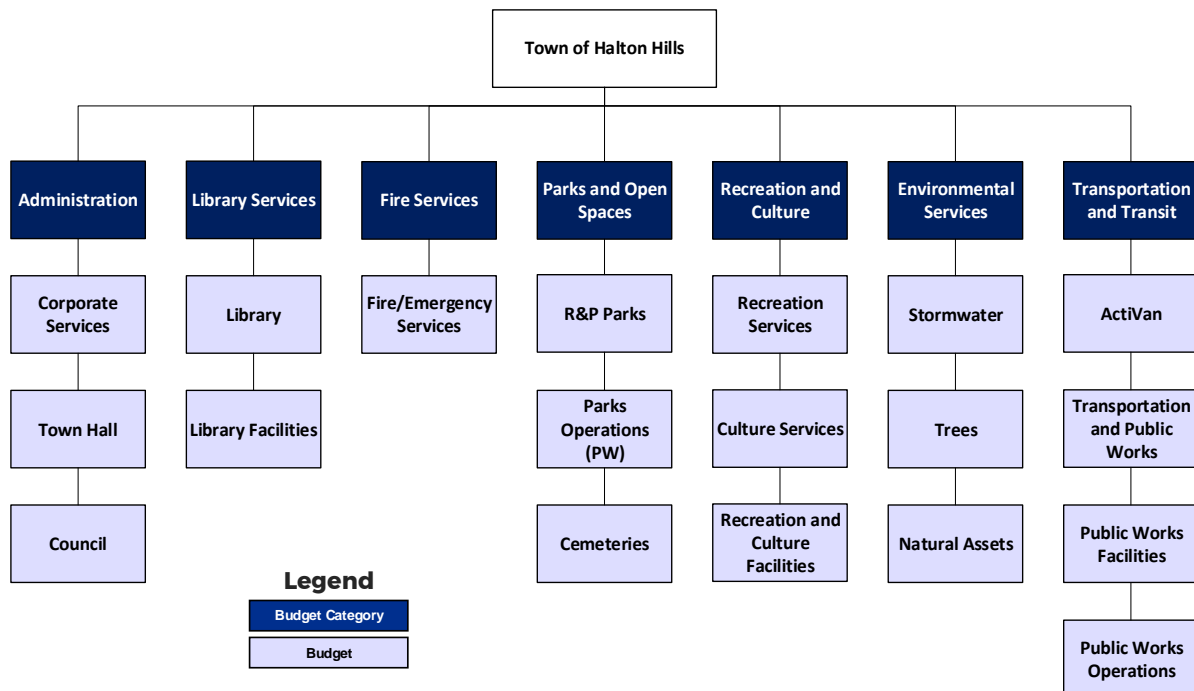 Town of Halton Hills
Administration
Library Services
Fire Services
Parks and Open
Spaces
Recreation and
Culture
Environmental
Services
Transportation
and Transit
Corporate
Services
Library
Fire/Emergency
Services
R&P Parks
Recreation
Services
Stormwater
ActiVan
Town Hall
Library Facilities
Parks
Operations
(PW)
Culture Services
Trees
Transportation
and Public
Works
Council
Cemeteries
Recreation and
Culture
Facilities
Natural Assets
Public Works
Facilities
Public Works
Operations
Legend
Budget Category
Budget